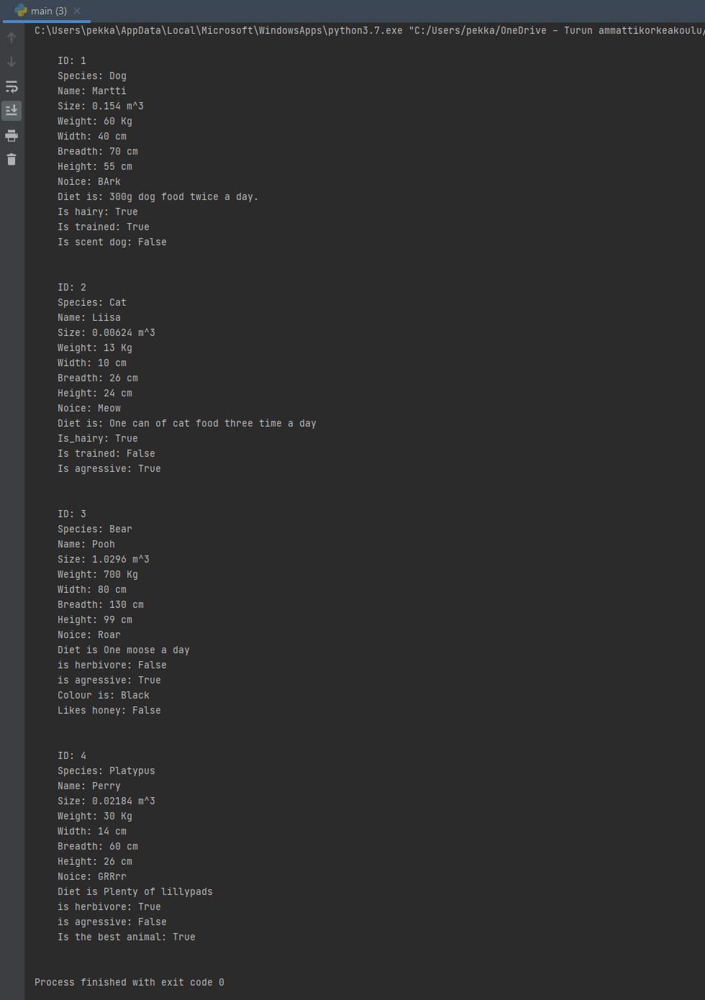 main (3)
C:\Users\pekka\AppData\Local\Microsoft\WindowsApps\python3.7.exe "C:/Users/pekka/OneDrive - Turun ammattikorkeakoulu/
ID: 1
Species: Dog
Name: Martti
Size: 0.154 m^3
Weight: 60 Kg
Width: 40 cm
Breadth: 70 cm
Height: 55 cm
Noice: BArk
Diet is: 300g dog food twice a day.
Is hairy: True
Is trained: True
Is scent dog: False
ID: 2
Species: Cat
Name: Liisa
Size: 0.00624 m^3
Weight: 13 Kg
Width: 10 cm
Breadth: 26 cm
Height: 24 cm
Noice: Meow
Diet is: One can of cat food three time a day
Is_hairy: True
Is trained: False
Is agressive: True
ID: 3
Species: Bear
Name: Pooh
Size: 1.0296 m^3
Weight: 700 Kg
Width: 80 cm
Breadth: 130 cm
Height: 99 cm
Noice: Roar
Diet is One moose a day
is herbivore: False
is agressive: True
Colour is: Black
Likes honey: False
ID: 4
Species: Platypus
Name: Perry
Size: 0.02184 m^3
Weight: 30 Kg
Width: 14 cm
Breadth: 60 cm
Height: 26 cm
Noice: GRRrr
Diet is Plenty of lillypads
is herbivore: True
is agressive: False
Is the best animal: True
Process finished with exit code 0